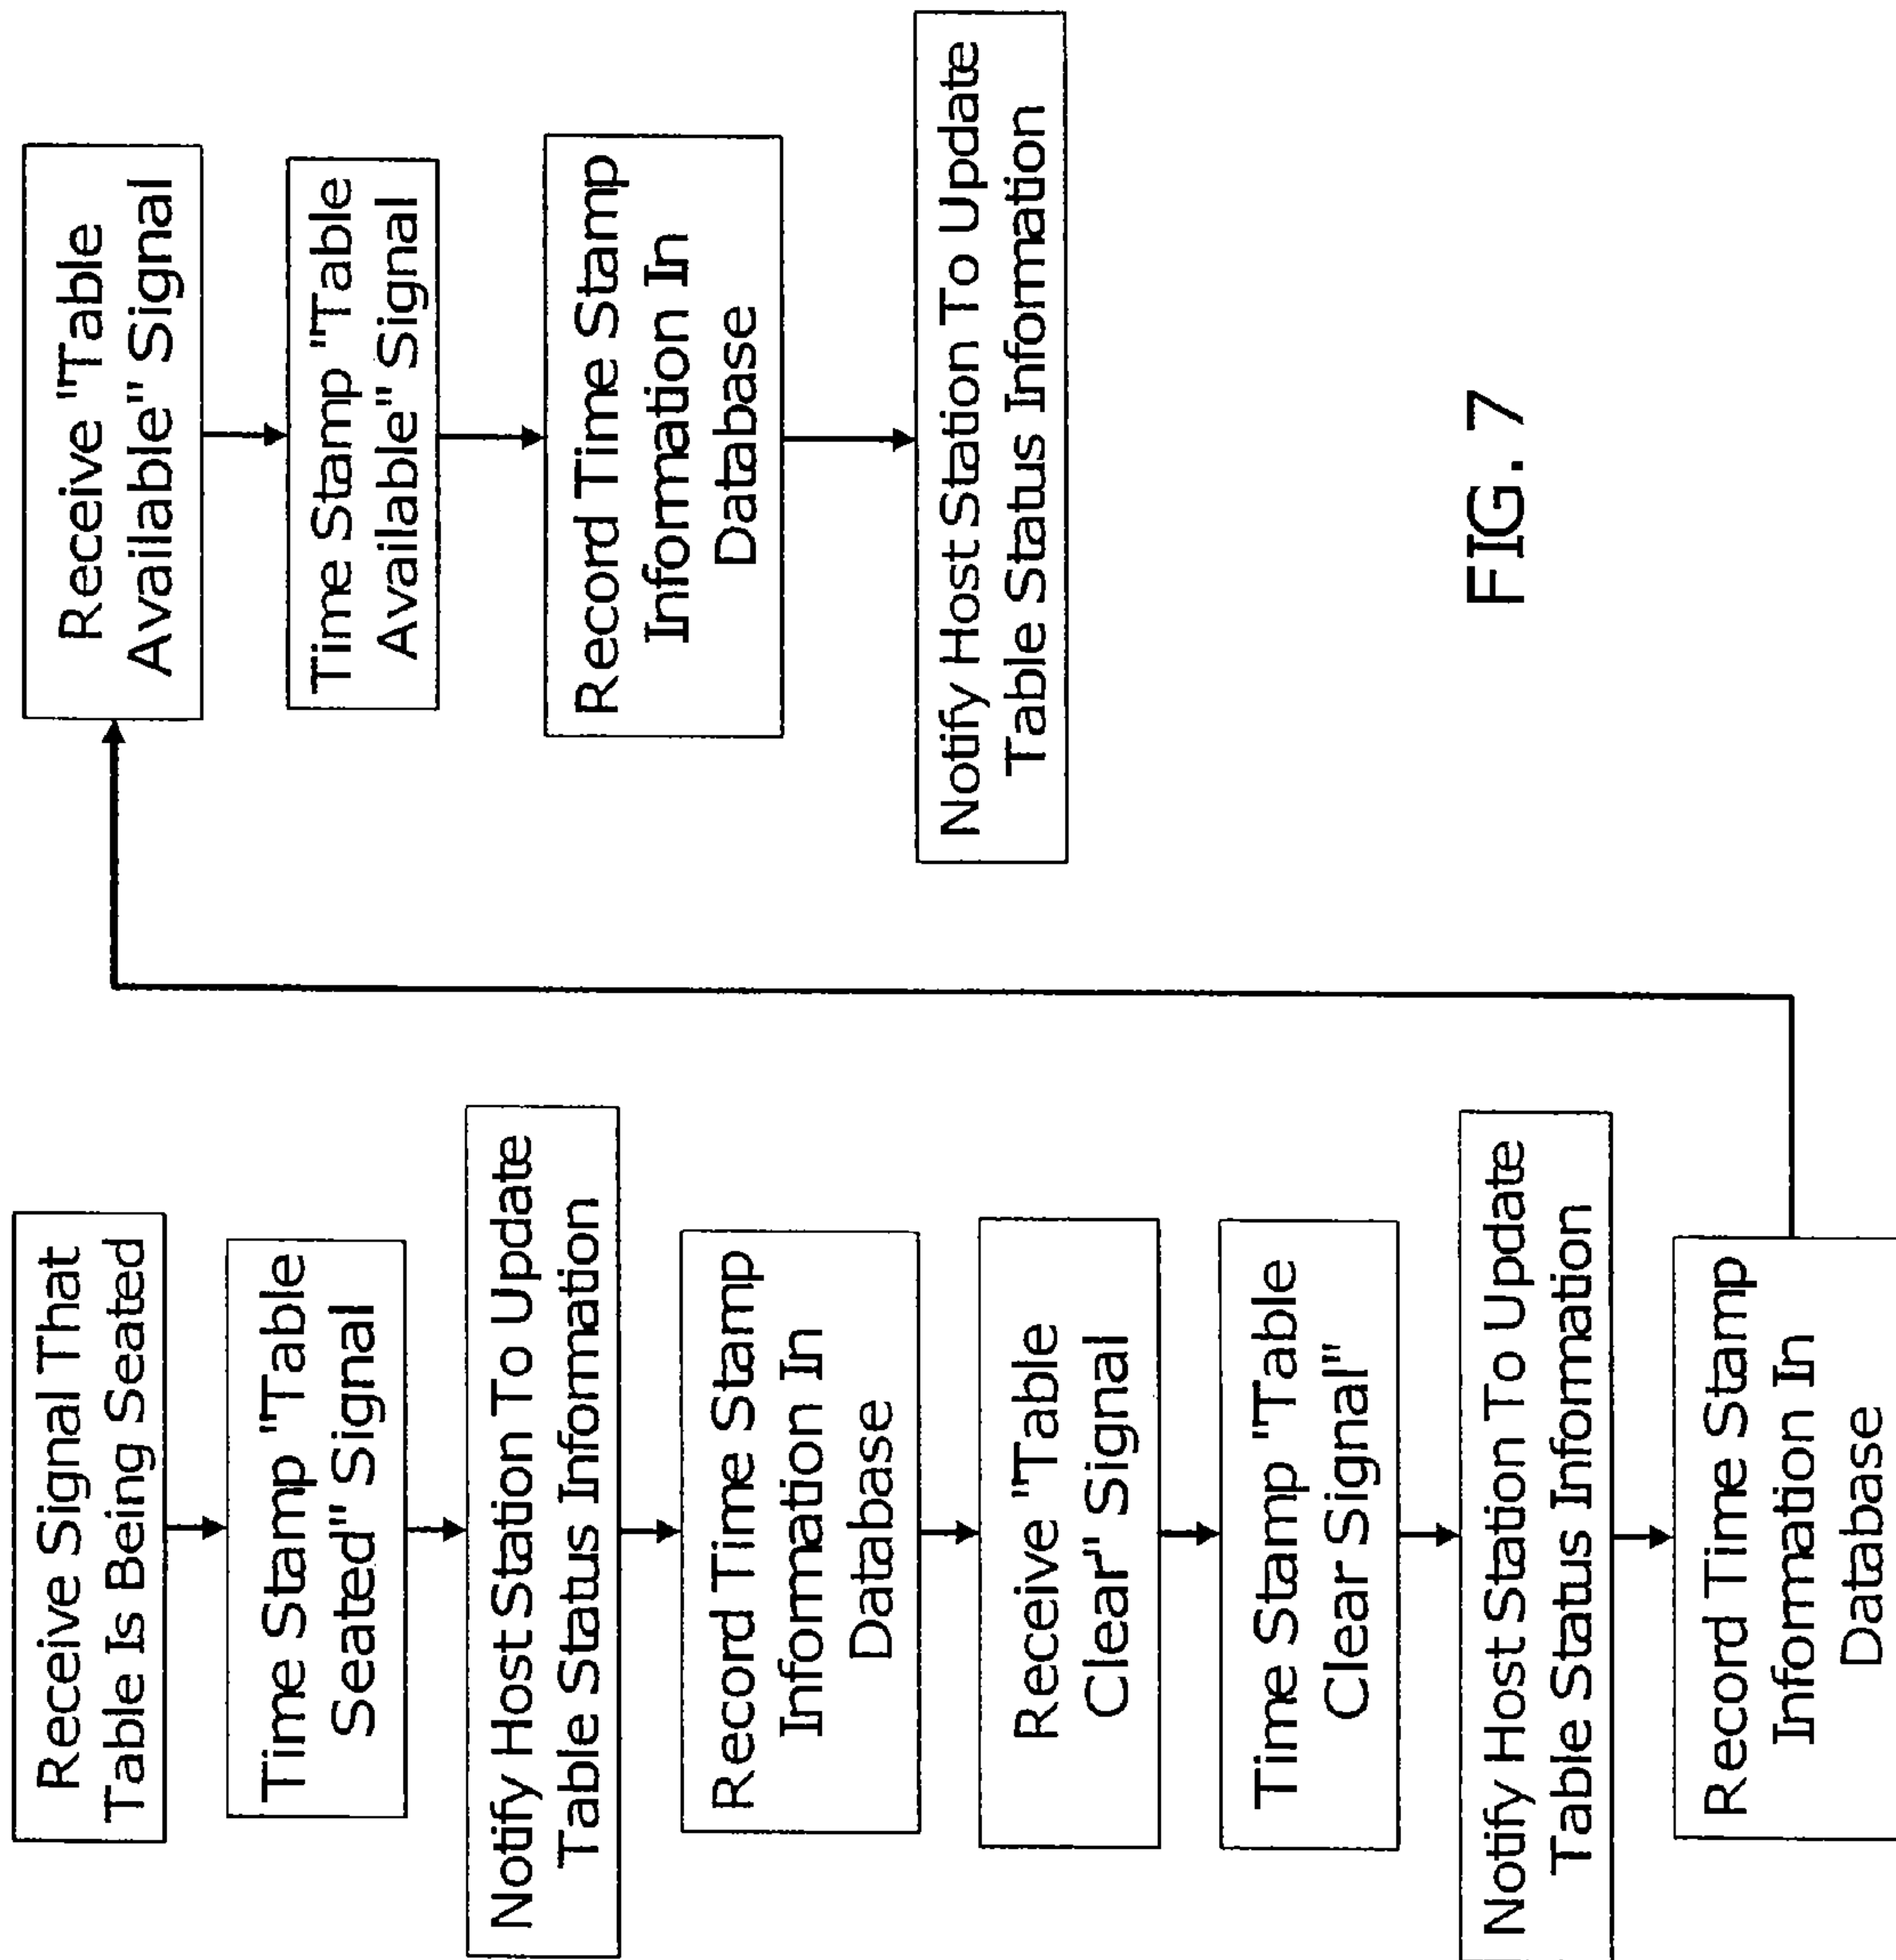 Receive Signal That
Table Is Being Seated
Time Stamp "Table
Seated" Signal
Notify Host Station To Update
Table Status Information
Record Time Stamp
Information In
Database
Receive "Table
Clear" Signal
Time Stamp "Table
Clear Signal"
Notify Host Station To Update
Table Status Information
Record Time Stamp
Information In
Database
Receive "Table
Available" Signal
Time Stamp "Table
Available" Signal
Record Time Stamp
Information In
Database
Notify Host Station To Update
Table Status Information
FIG. 7